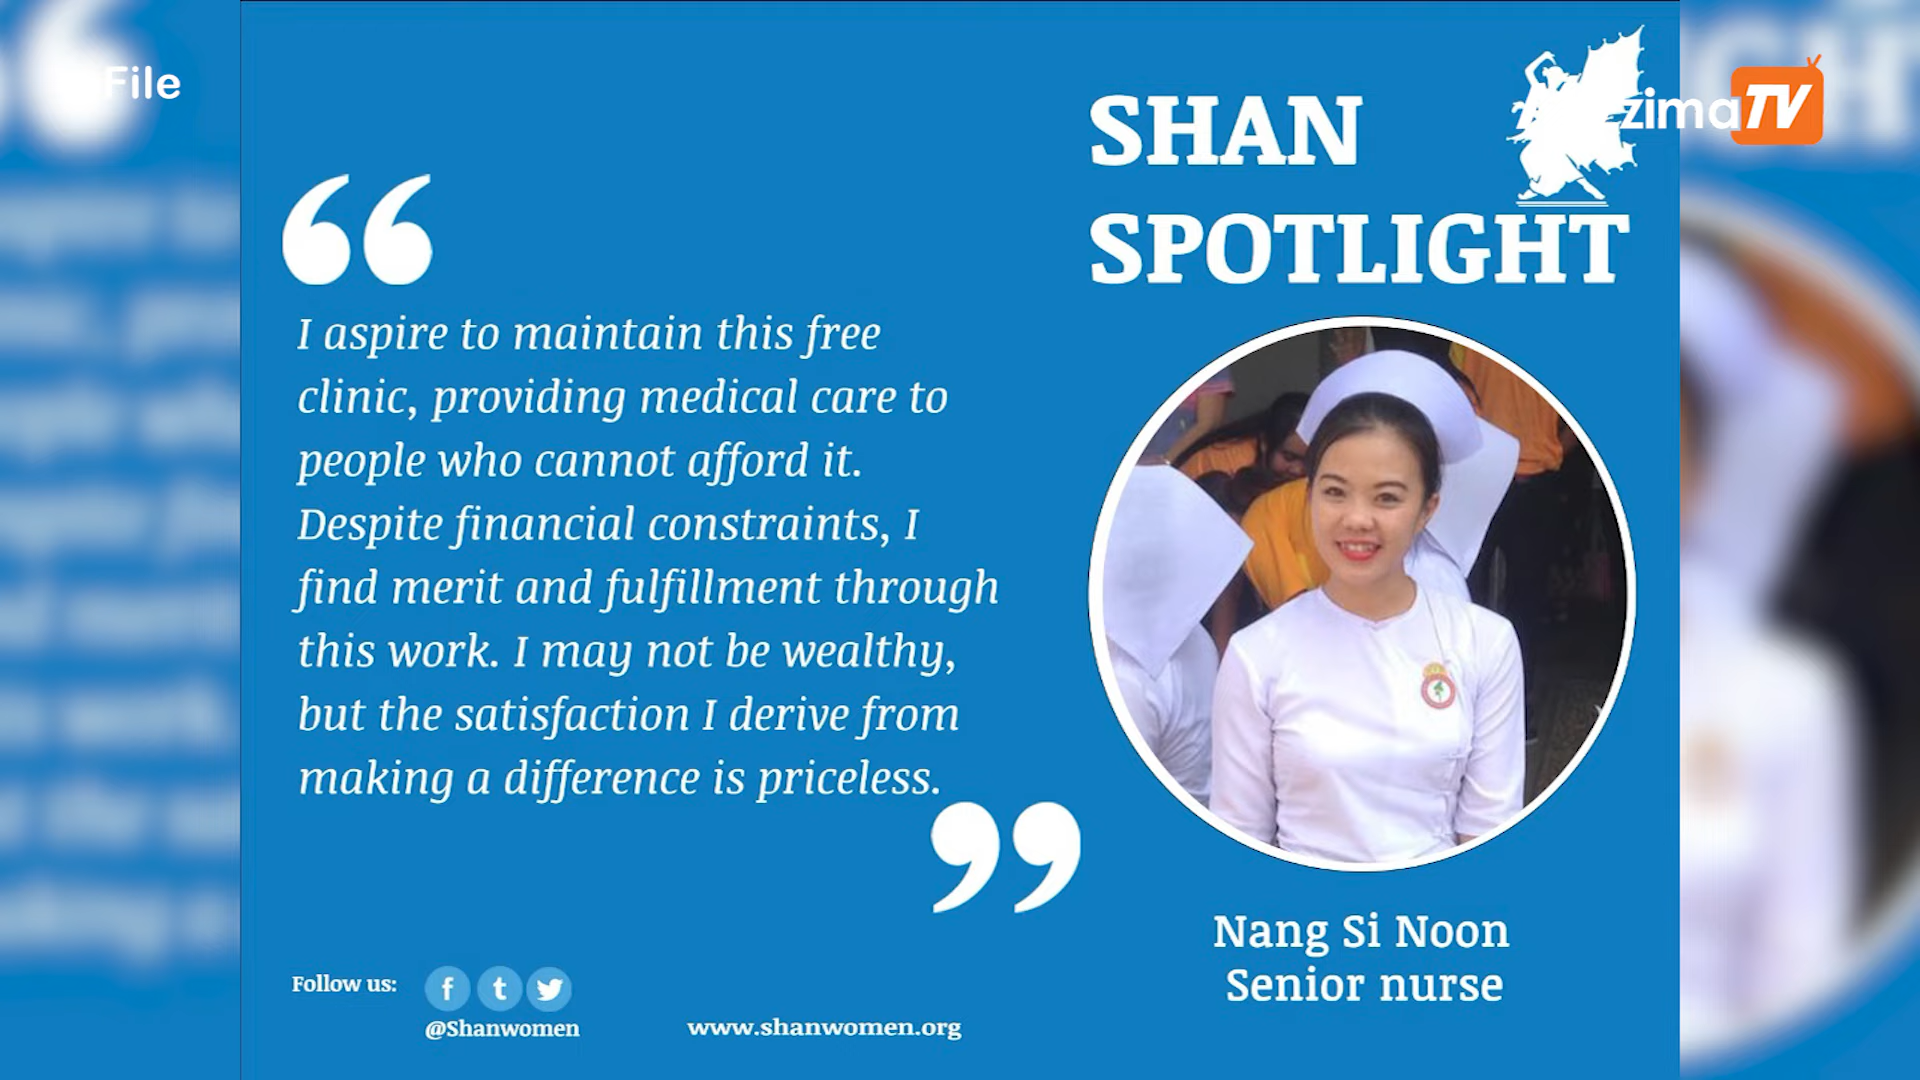 File
zimaTV
SHAN
SPOTLIGHT
I aspire to maintain this free
clinic, providing medical care to
people who cannot afford it.
Despite financial constraints, I
find merit and fulfillment through
this work. I may not be wealthy,
but the satisfaction I derive from
making a difference is priceless.
Nang Si Noon
Senior nurse
Follow us:
@Shanwomen
www.shanwomen.org